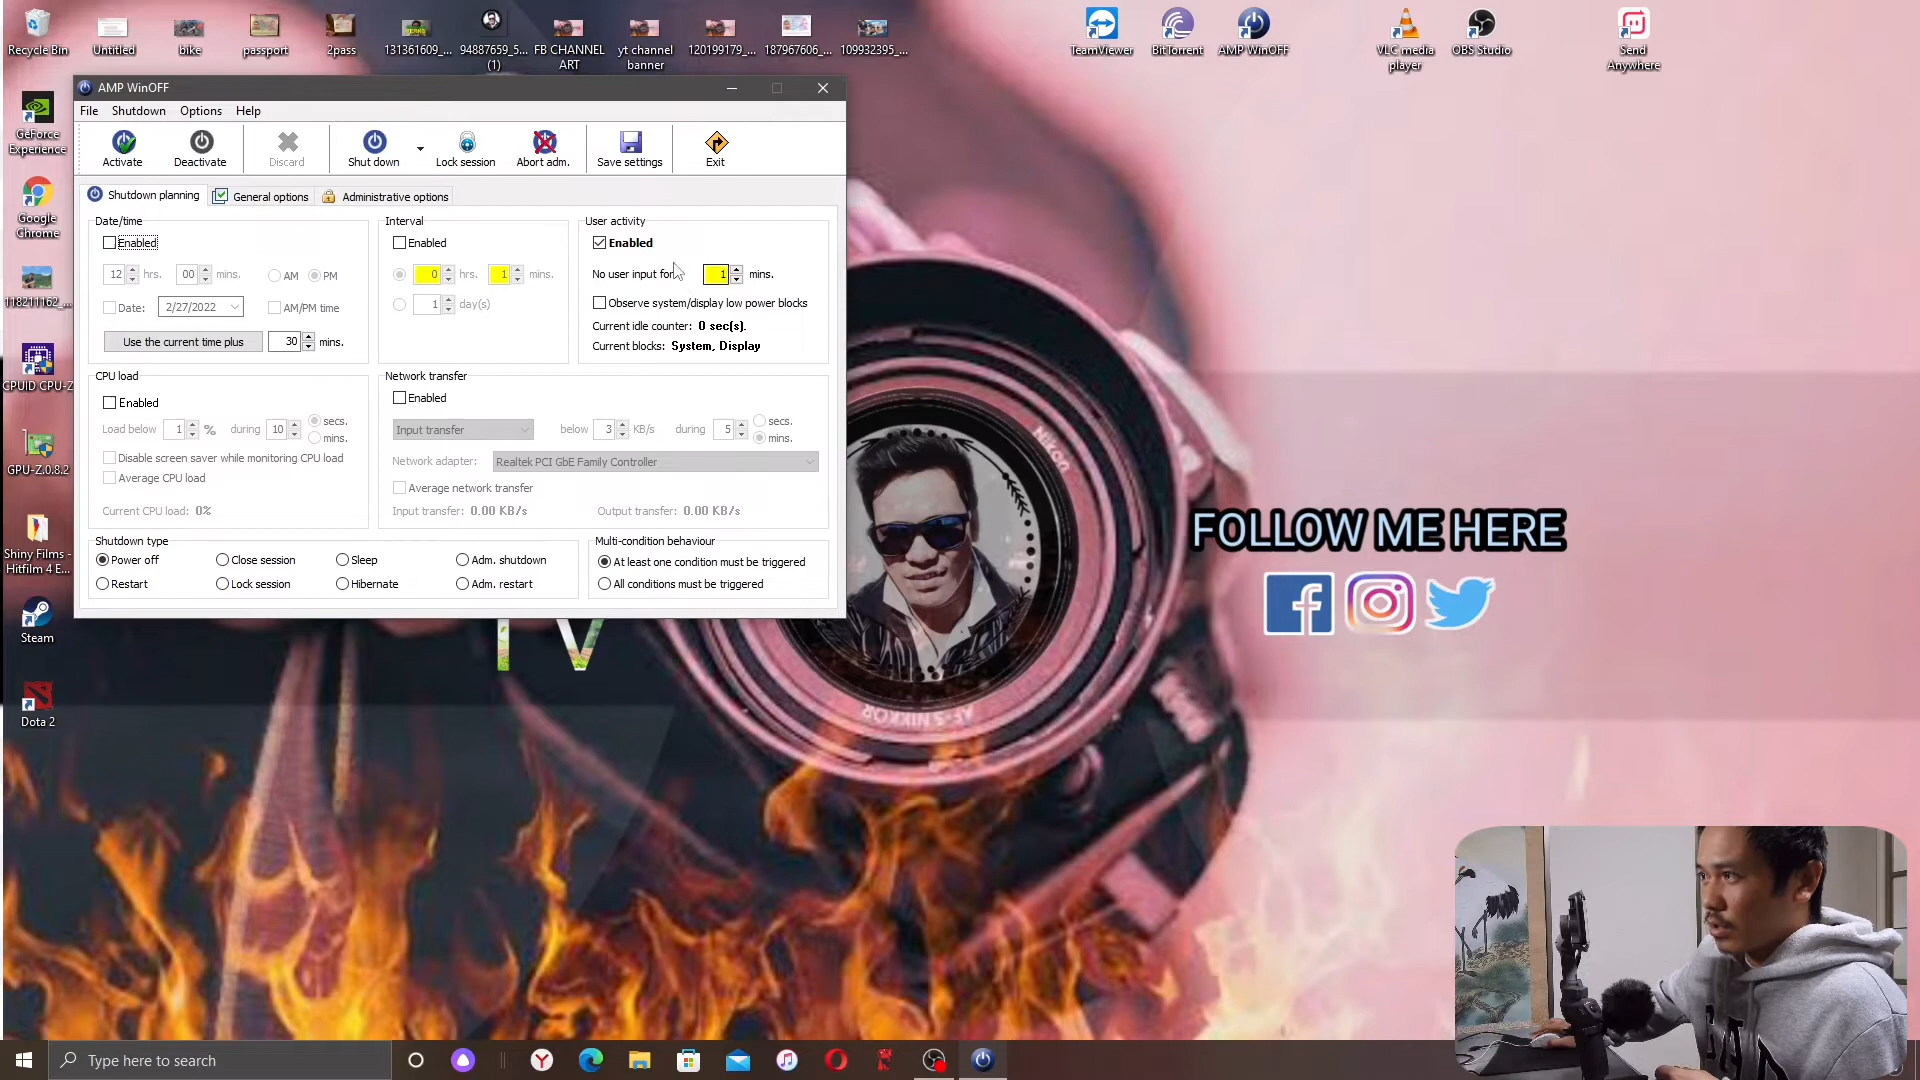 Recycle Bin
Untitled
bike
passport
2pass
131361609_...
94887659_5...
(1)
FB CHANNEL
ART
yt channel
banner
120199179_...
187967606_...
109932395_...
TeamViewer
BitTorrent
AMP WinOFF
VLC media
player
OBS Studio
Send
Anywhere
GeForce
Experience
Google
Chrome
118211162_...
CPUID CPU-Z
GPU-Z.0.8.2
Shiny Films -
Hitfilm 4 E...
Steam
Dota 2
AMP WinOFF
File Shutdown Options Help
Activate Deactivate Discard Shut down Lock session Abort adm. Save settings Exit
Shutdown planning General options Administrative options
Date/time
Enabled
12 hrs. 00 mins. AM PM
Date: 2/27/2022 AM/PM time
Use the current time plus 30 mins.
Interval
Enabled
0 hrs. 1 mins.
1 day(s)
User activity
Enabled
No user input for 1 mins.
Observe system/display low power blocks
Current idle counter: 0 sec(s).
Current blocks: System, Display
CPU load
Enabled
Load below 1 % during 10 secs.
mins.
Disable screen saver while monitoring CPU load
Average CPU load
Current CPU load: 0%
Network transfer
Enabled
Input transfer below 3 KB/s during 5 secs.
mins.
Network adapter: Realtek PCI GbE Family Controller
Average network transfer
Input transfer: 0.00 KB/s Output transfer: 0.00 KB/s
Shutdown type
Power off Close session Sleep Adm. shutdown
Restart Lock session Hibernate Adm. restart
Multi-condition behaviour
At least one condition must be triggered
All conditions must be triggered
Nikon
AF-S NIKKOR
TV
FOLLOW ME HERE
Type here to search